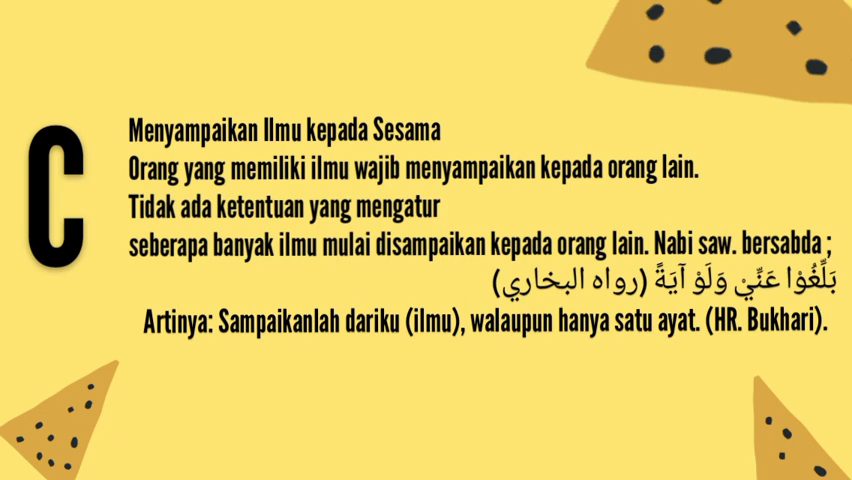 C
Menyampaikan Ilmu kepada Sesama
Orang yang memiliki ilmu wajib menyampaikan kepada orang lain.
Tidak ada ketentuan yang mengatur
seberapa banyak ilmu mulai disampaikan kepada orang lain. Nabi saw. bersabda ;
بَلِّغُوْا عَنِّيْ وَلَوْ آيَةً (رواه البخاري)
Artinya: Sampaikanlah dariku (ilmu), walaupun hanya satu ayat. (HR. Bukhari).